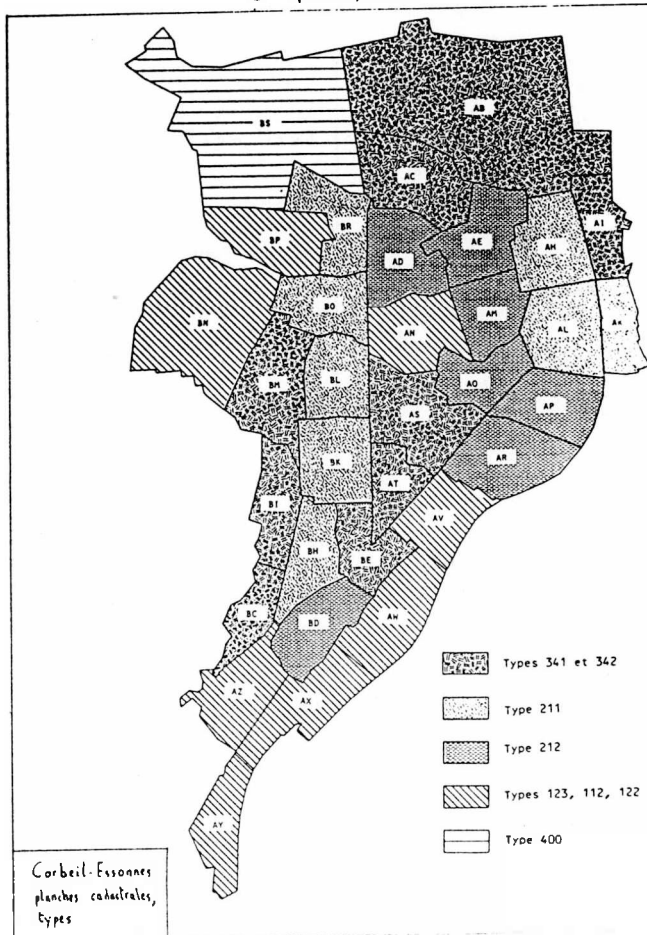 BS
AB
AC
AI
BR
BP
AE
AH
AD
BO
AM
BN
AN
AL
AK
BM
BL
AO
AS
AP
BK
AR
AT
BI
AV
BH
BE
BC
BD
AW
Types 341 et 342
AZ
AX
Type 211
Type 212
Types 123, 112, 122
AY
Type 400
Corbeil-Essonnes
planches cadastrales,
types